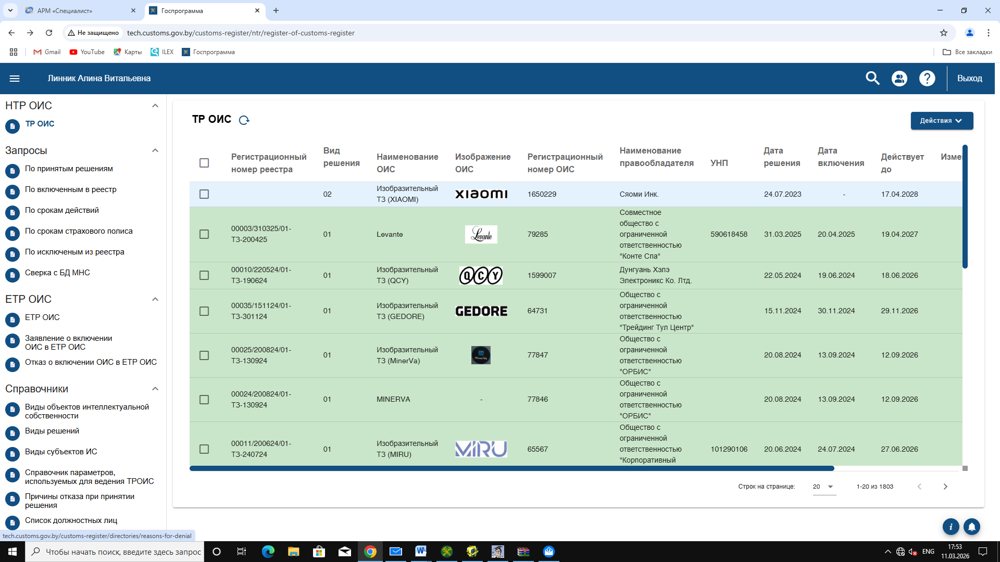 АРМ «Специалист»
Госпрограмма
Не защищено
tech.customs.gov.by/customs-register/ntr/register-of-customs-register
Gmail
YouTube
Карты
ILEX
Госпрограмма
Все закладки
Линник Алина Витальевна
Выход
НТР ОИС
ТР ОИС
Запросы
По принятым решениям
По включенным в реестр
По срокам действий
По срокам страхового полиса
По исключеным из реестра
Сверка с БД МНС
ЕТР ОИС
ЕТР ОИС
Заявление о включении
ОИС в ЕТР ОИС
Отказ о включении ОИС в ЕТР ОИС
Справочники
Виды объектов интеллектуальной
собственности
Виды решений
Виды субъектов ИС
Справочник параметров,
используемых для ведения ТРОИС
Причины отказа при принятии
решения
Список должностных лиц
tech.customs.gov.by/customs-register/directories/reasons-for-denial
ТР ОИС
Действия
Регистрационный
номер реестра
Вид
решения
Наименование
ОИС
Изображение
ОИС
Регистрационный
номер ОИС
Наименование
правообладателя
УНП
Дата
решения
Дата
включения
Действует
до
Изме
02
Изобразительный
ТЗ (XIAOMI)
xiaomi
1650229
Сяоми Инк.
24.07.2023
-
17.04.2028
00003/310325/01-
ТЗ-200425
01
Levante
Levante
79285
Совместное
общество с
ограниченной
ответственностью
"Конте Спа"
590618458
31.03.2025
20.04.2025
19.04.2027
00010/220524/01-
ТЗ-190624
01
Изобразительный
ТЗ (QCY)
QCY
1599007
Дунгуань Хэлэ
Электроникс Ко. Лтд.
22.05.2024
19.06.2024
18.06.2026
00035/151124/01-
ТЗ-301124
01
Изобразительный
ТЗ (GEDORE)
GEDORE
64731
Общество с
ограниченной
ответственностью
"Трейдинг Тул Центр"
15.11.2024
30.11.2024
29.11.2026
00025/200824/01-
ТЗ-130924
01
Изобразительный
ТЗ (MinerVa)
MinerVa
77847
Общество с
ограниченной
ответственностью
"ОРБИС"
20.08.2024
13.09.2024
12.09.2026
00024/200824/01-
ТЗ-130924
01
MINERVA
-
77846
Общество с
ограниченной
ответственностью
"ОРБИС"
20.08.2024
13.09.2024
12.09.2026
00011/200624/01-
ТЗ-240724
01
Изобразительный
ТЗ (MIRU)
MIRU
65567
Общество с
ограниченной
ответственностью
"Корпоративный
101290106
20.06.2024
24.07.2024
27.06.2026
Строк на странице:
20
1-20 из 1803
Чтобы начать поиск, введите здесь запрос
ENG
17:53
11.03.2026